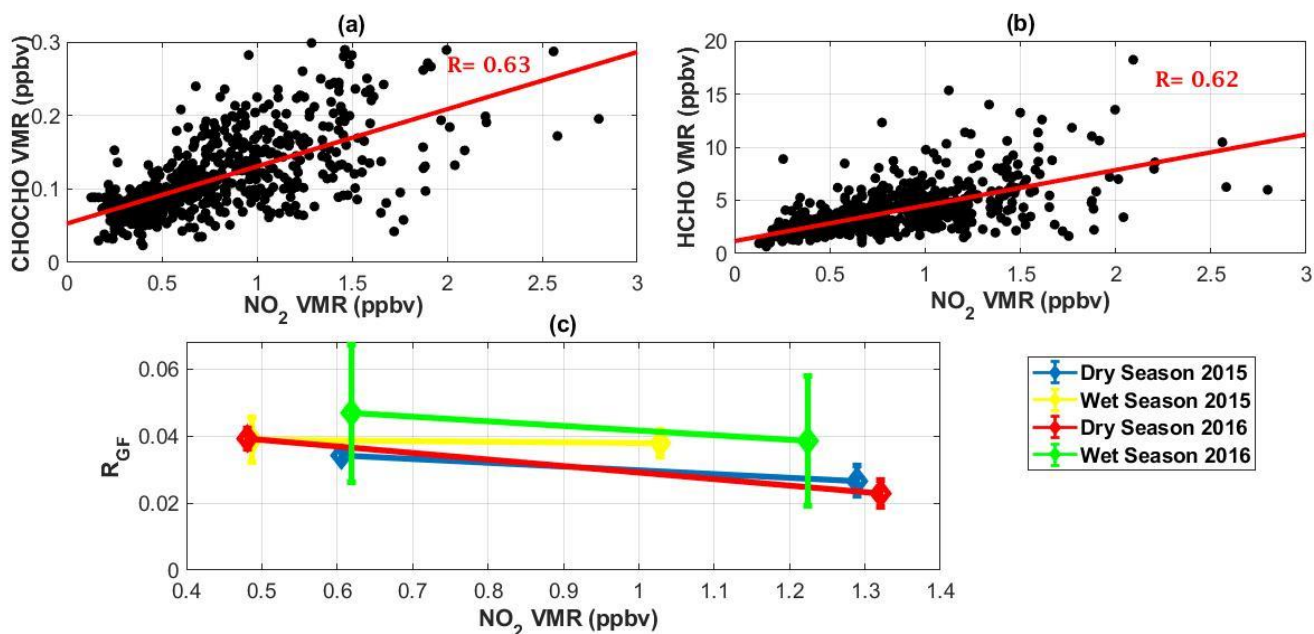 (a)
CHOCHO VMR (ppbv)
0.3
0.2
0.1
0
R= 0.63
0 0.5 1 1.5 2 2.5 3
NO2 VMR (ppbv)
(b)
HCHO VMR (ppbv)
20
15
10
5
0
R= 0.62
0 0.5 1 1.5 2 2.5 3
NO2 VMR (ppbv)
(c)
RGF
0.06
0.04
0.02
0
0.4 0.5 0.6 0.7 0.8 0.9 1 1.1 1.2 1.3 1.4
NO2 VMR (ppbv)
Dry Season 2015
Wet Season 2015
Dry Season 2016
Wet Season 2016